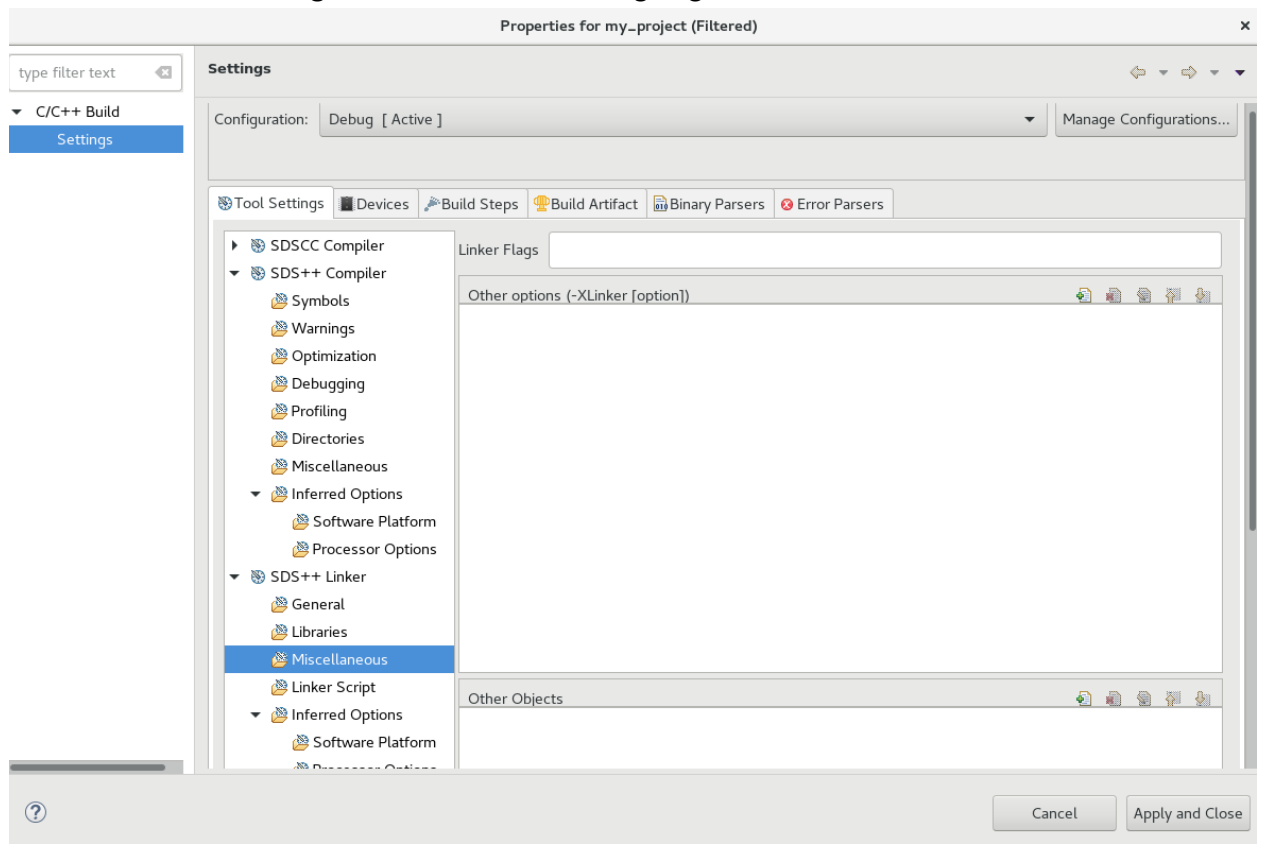 Properties for my_project (Filtered)
type filter text
Settings
C/C++ Build
Settings
Configuration:
Debug [ Active ]
Manage Configurations...
Tool Settings
Devices
Build Steps
Build Artifact
Binary Parsers
Error Parsers
SDSCC Compiler
SDS++ Compiler
Symbols
Warnings
Optimization
Debugging
Profiling
Directories
Miscellaneous
Inferred Options
Software Platform
Processor Options
SDS++ Linker
General
Libraries
Miscellaneous
Linker Script
Inferred Options
Software Platform
Processor Options
Linker Flags
Other options (-XLinker [option])
Other Objects
Cancel
Apply and Close